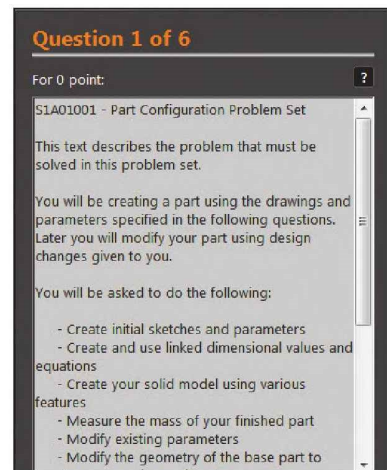 Question 1 of 6
For 0 point:
?
S1A01001 - Part Configuration Problem Set
This text describes the problem that must be
solved in this problem set.
You will be creating a part using the drawings and
parameters specified in the following questions.
Later you will modify your part using design
changes given to you.
You will be asked to do the following:
- Create initial sketches and parameters
- Create and use linked dimensional values and
equations
- Create your solid model using various
features
- Measure the mass of your finished part
- Modify existing parameters
- Modify the geometry of the base part to